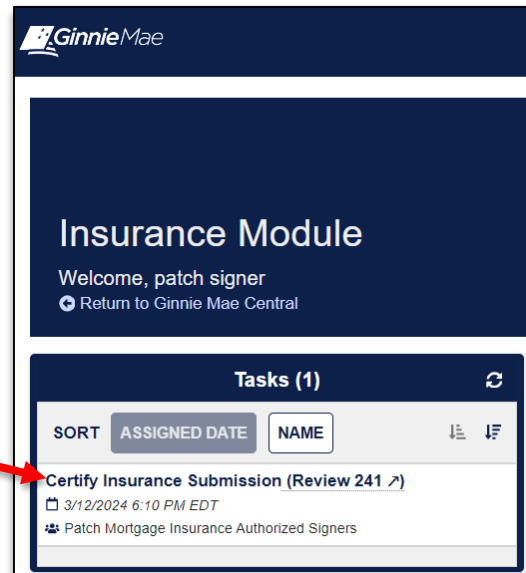 GinnieMae
Insurance Module
Welcome, patch signer
Return to Ginnie Mae Central
Tasks (1)
SORT ASSIGNED DATE NAME
Certify Insurance Submission (Review 241 ↗)
3/12/2024 6:10 PM EDT
Patch Mortgage Insurance Authorized Signers